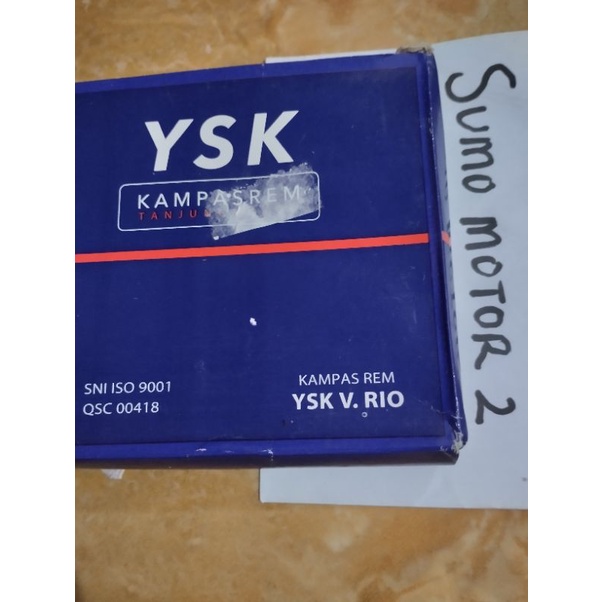 YSK
KAMPASREM
SNI ISO 9001
QSC 00418
KAMPAS REM
YSK V. RIO
SUMO MOTOR 2